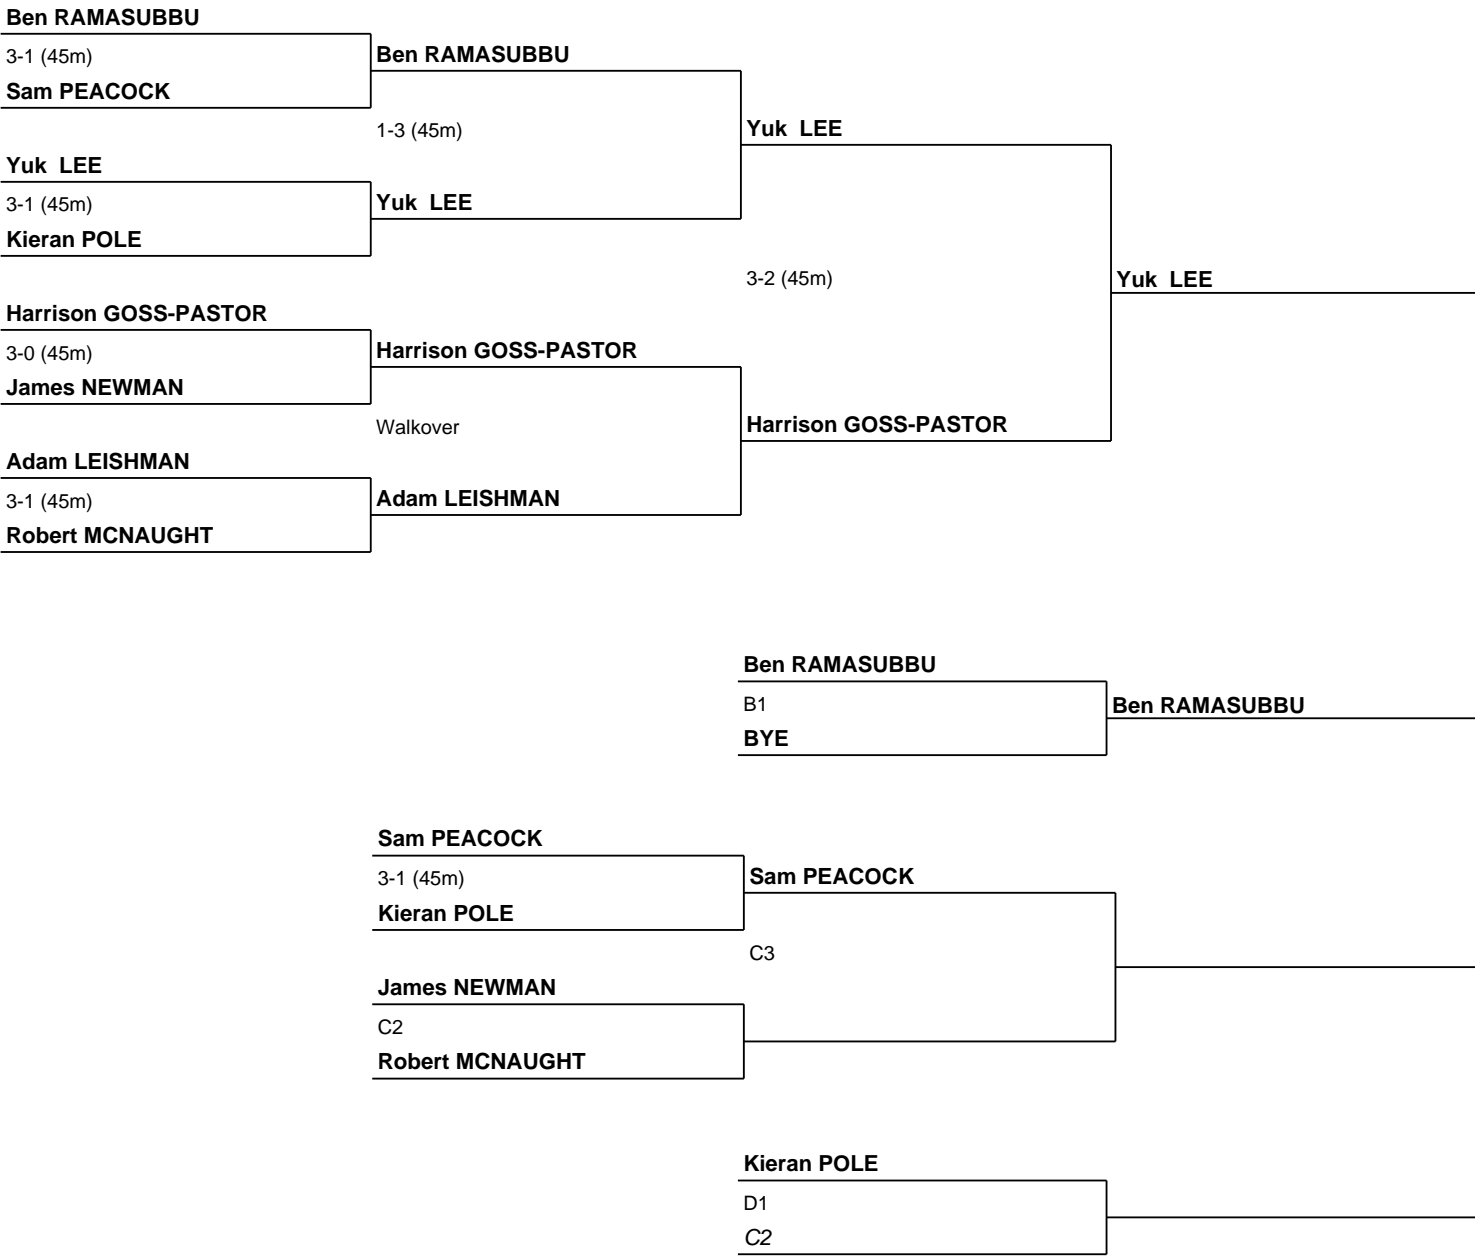 Ben RAMASUBBU
3-1 (45m)
Sam PEACOCK
Ben RAMASUBBU
1-3 (45m)
Yuk  LEE
3-1 (45m)
Kieran POLE
Yuk  LEE
Yuk  LEE
3-2 (45m)
Yuk  LEE
Harrison GOSS-PASTOR
3-0 (45m)
James NEWMAN
Harrison GOSS-PASTOR
Walkover
Harrison GOSS-PASTOR
Adam LEISHMAN
3-1 (45m)
Robert MCNAUGHT
Adam LEISHMAN
Ben RAMASUBBU
B1
BYE
Ben RAMASUBBU
Sam PEACOCK
3-1 (45m)
Kieran POLE
Sam PEACOCK
C3
James NEWMAN
C2
Robert MCNAUGHT
Kieran POLE
D1
C2